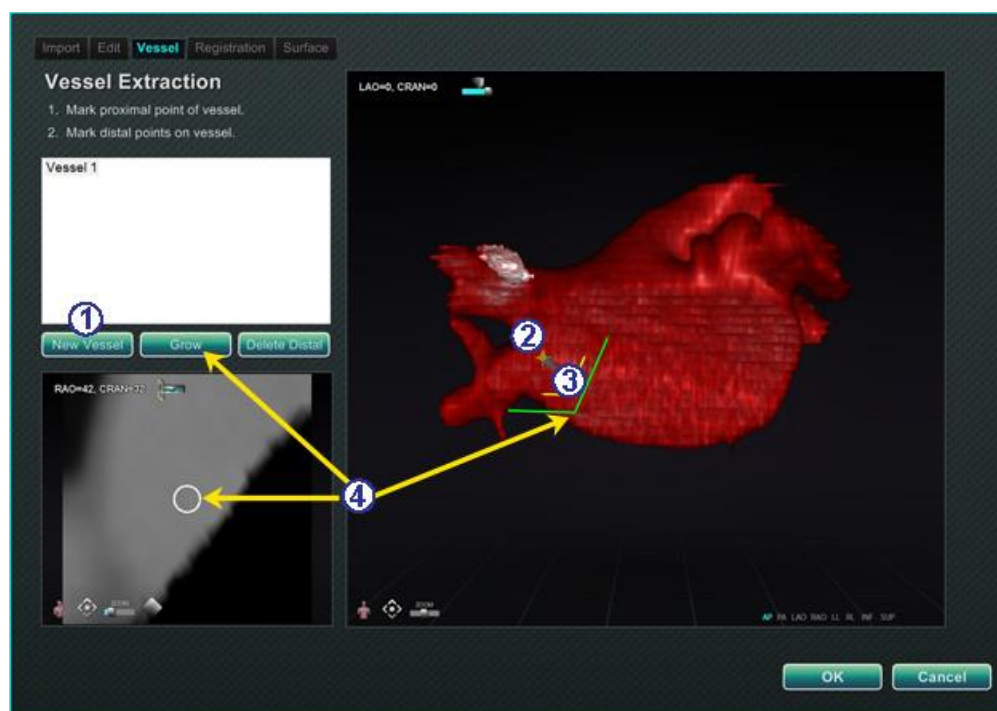 Import Edit Vessel Registration Surface
Vessel Extraction
1. Mark proximal point of vessel.
2. Mark distal points on vessel.
Vessel 1
1
New Vessel Grow Delete Distal
RAO=42, CRAN=32
ZOOM
LAO=0, CRAN=0
2
3
4
ZOOM
AP PA LAO RAO LL RL INF SUP
OK Cancel